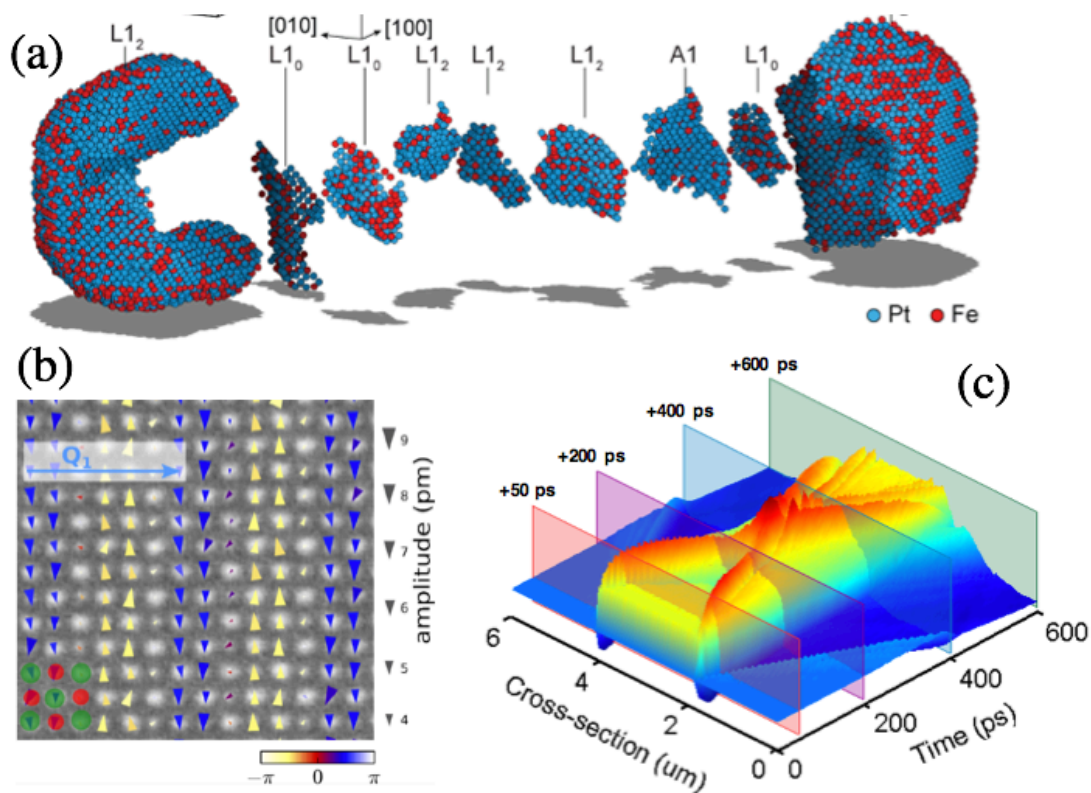 (a)
[010] [100]
L1₂ L1₀ L1₀ L1₂ L1₂ L1₂ A1 L1₀
Pt Fe
(b)
Q₁
9
8
7
6
5
4
amplitude (pm)
−π 0 π
(c)
+600 ps
+400 ps
+200 ps
+50 ps
6
4
2
0
Cross-section (um)
0
200
400
600
Time (ps)